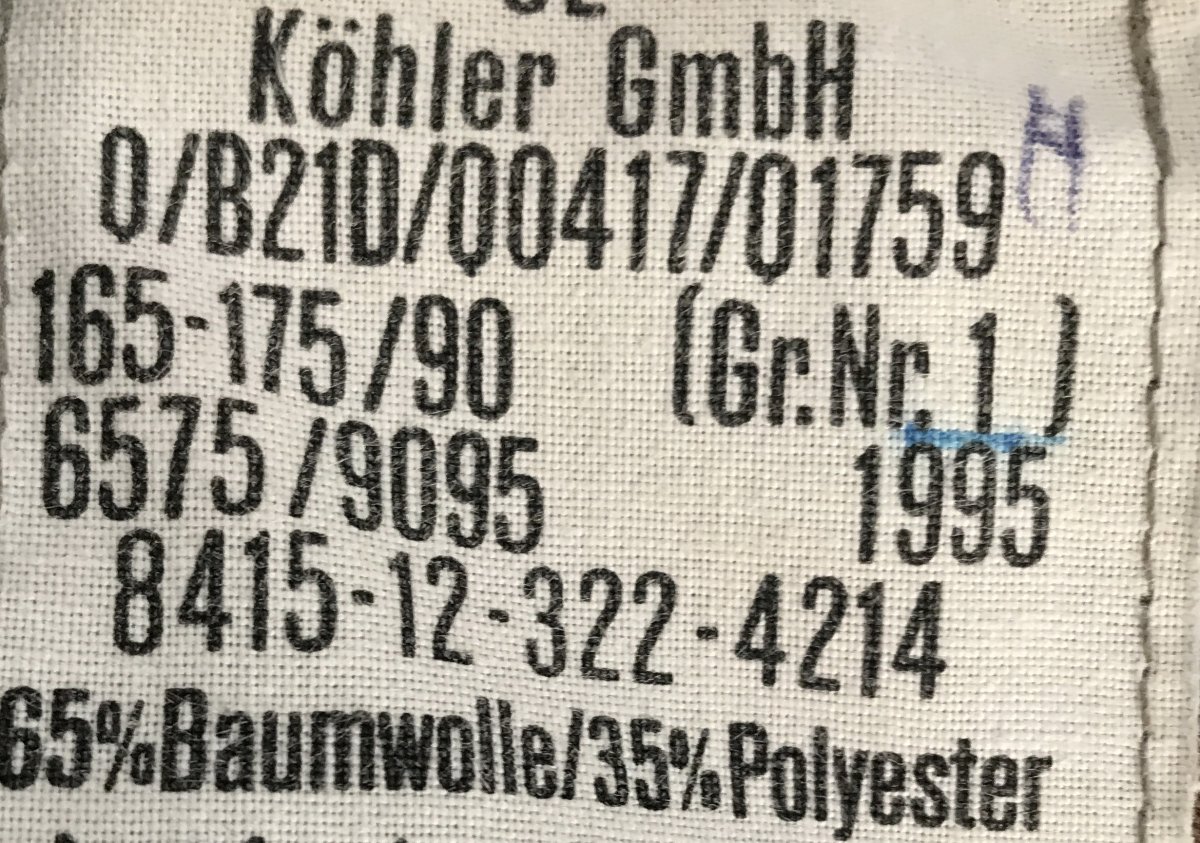 Köhler GmbH
0/B21D/Q0417/Q1759
165-175/90 (Gr.Nr. 1 )
6575/9095 1995
8415-12-322-4214
65%Baumwolle/35%Polyester